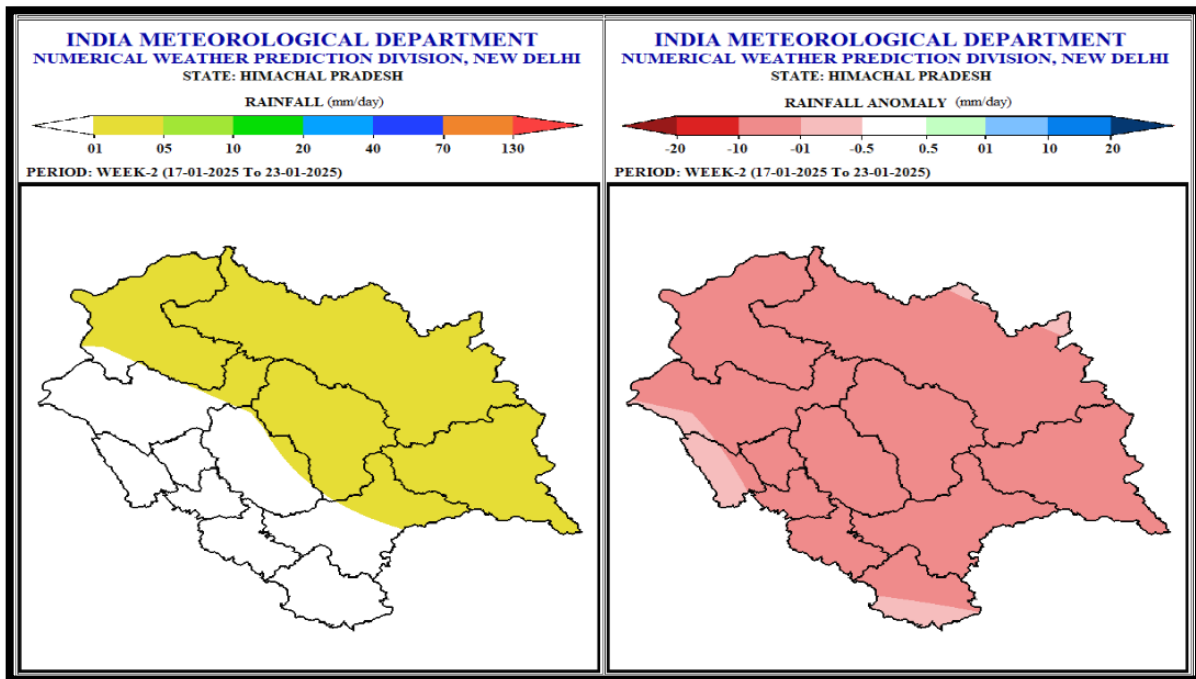 INDIA METEOROLOGICAL DEPARTMENT
NUMERICAL WEATHER PREDICTION DIVISION, NEW DELHI
STATE: HIMACHAL PRADESH
RAINFALL (mm/day)
01 05 10 20 40 70 130
PERIOD: WEEK-2 (17-01-2025 To 23-01-2025)
INDIA METEOROLOGICAL DEPARTMENT
NUMERICAL WEATHER PREDICTION DIVISION, NEW DELHI
STATE: HIMACHAL PRADESH
RAINFALL ANOMALY (mm/day)
-20 -10 -01 -0.5 0.5 01 10 20
PERIOD: WEEK-2 (17-01-2025 To 23-01-2025)